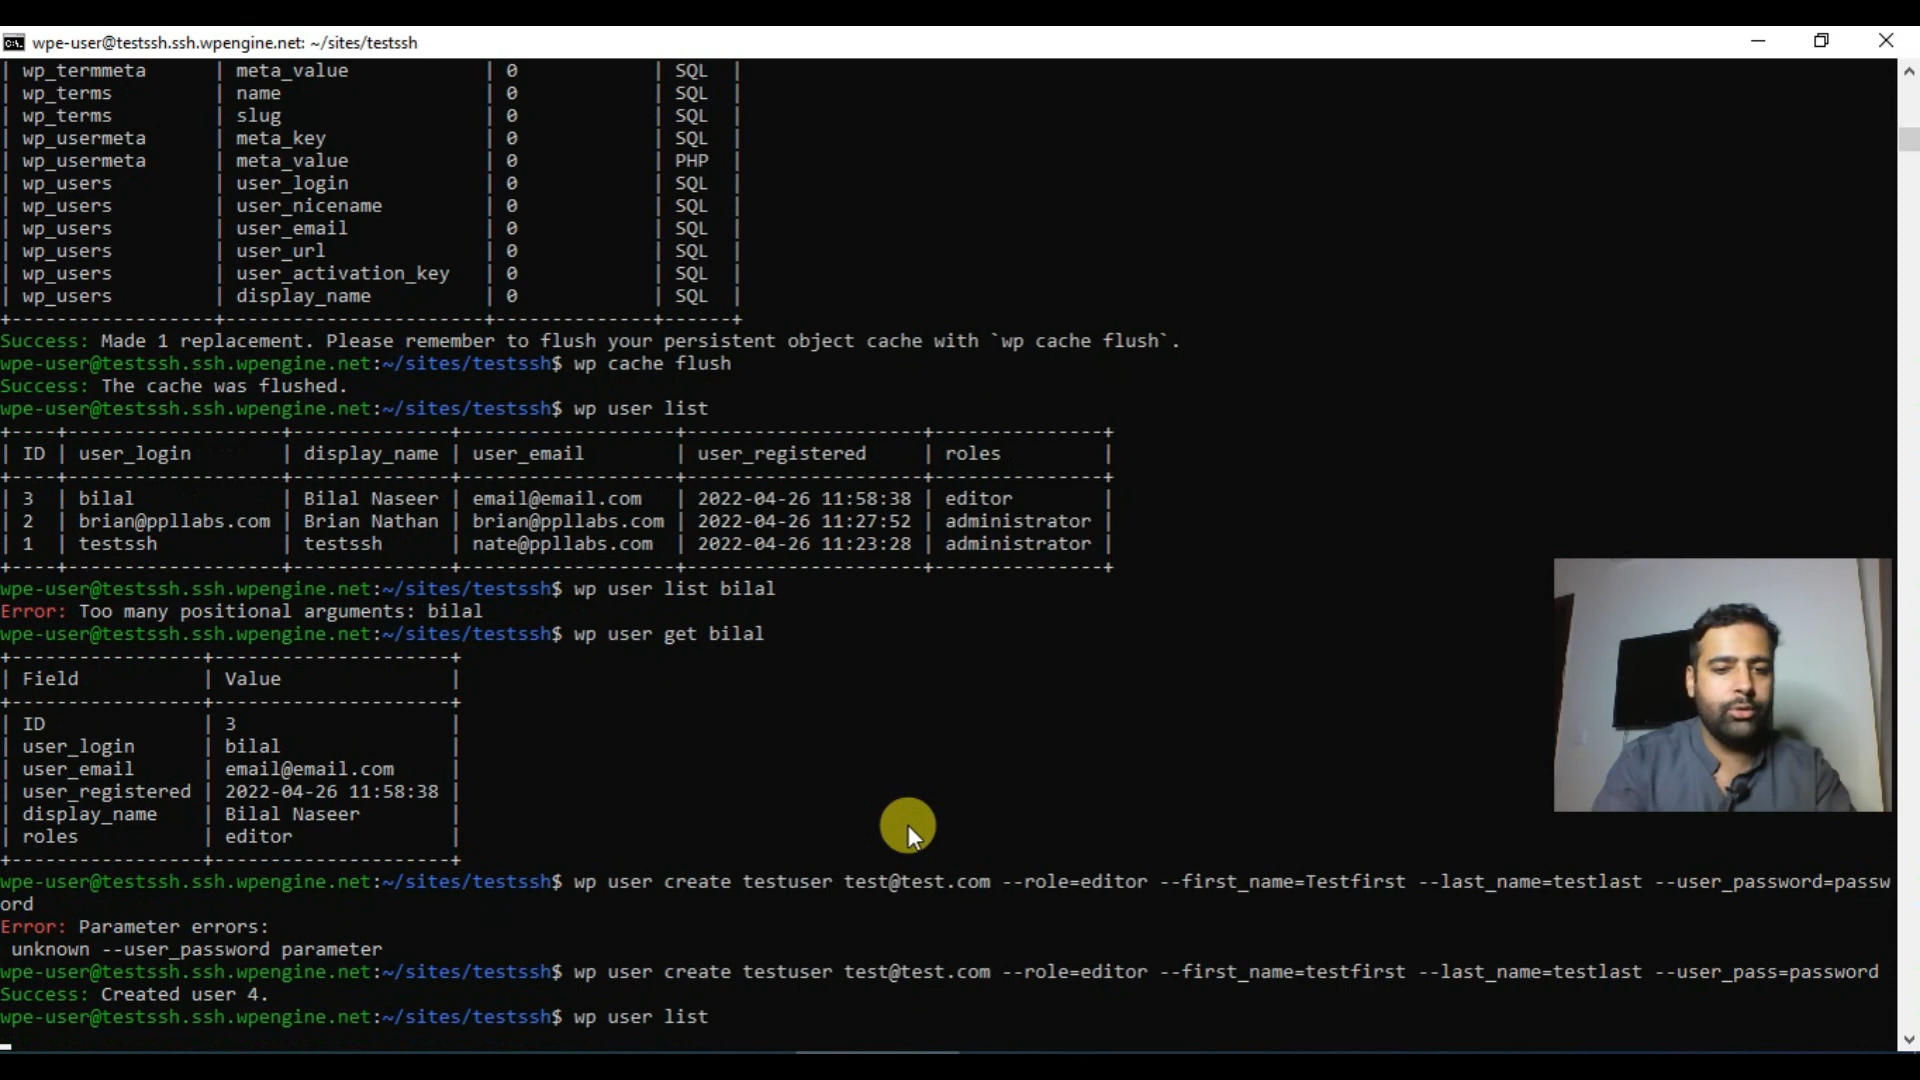 wpe-user@testssh.ssh.wpengine.net: ~/sites/testssh
| wp_termmeta | meta_value | 0 | SQL |
| wp_terms | name | 0 | SQL |
| wp_terms | slug | 0 | SQL |
| wp_usermeta | meta_key | 0 | SQL |
| wp_usermeta | meta_value | 0 | PHP |
| wp_users | user_login | 0 | SQL |
| wp_users | user_nicename | 0 | SQL |
| wp_users | user_email | 0 | SQL |
| wp_users | user_url | 0 | SQL |
| wp_users | user_activation_key | 0 | SQL |
| wp_users | display_name | 0 | SQL |
Success: Made 1 replacement. Please remember to flush your persistent object cache with `wp cache flush`.
wpe-user@testssh.ssh.wpengine.net:~/sites/testssh$ wp cache flush
Success: The cache was flushed.
wpe-user@testssh.ssh.wpengine.net:~/sites/testssh$ wp user list
| ID | user_login | display_name | user_email | user_registered | roles |
| 3 | bilal | Bilal Naseer | email@email.com | 2022-04-26 11:58:38 | editor |
| 2 | brian@ppllabs.com | Brian Nathan | brian@ppllabs.com | 2022-04-26 11:27:52 | administrator |
| 1 | testssh | testssh | nate@ppllabs.com | 2022-04-26 11:23:28 | administrator |
wpe-user@testssh.ssh.wpengine.net:~/sites/testssh$ wp user list bilal
Error: Too many positional arguments: bilal
wpe-user@testssh.ssh.wpengine.net:~/sites/testssh$ wp user get bilal
| Field | Value |
| ID | 3 |
| user_login | bilal |
| user_email | email@email.com |
| user_registered | 2022-04-26 11:58:38 |
| display_name | Bilal Naseer |
| roles | editor |
wpe-user@testssh.ssh.wpengine.net:~/sites/testssh$ wp user create testuser test@test.com --role=editor --first_name=Testfirst --last_name=testlast --user_password=passw
ord
Error: Parameter errors:
unknown --user_password parameter
wpe-user@testssh.ssh.wpengine.net:~/sites/testssh$ wp user create testuser test@test.com --role=editor --first_name=testfirst --last_name=testlast --user_pass=password
Success: Created user 4.
wpe-user@testssh.ssh.wpengine.net:~/sites/testssh$ wp user list